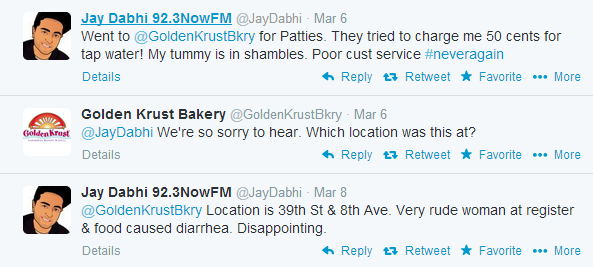 Jay Dabhi 92.3NowFM @JayDabhi · Mar 6
Went to @GoldenKrustBkry for Patties. They tried to charge me 50 cents for
tap water! My tummy is in shambles. Poor cust service #neveragain
Details Reply Retweet Favorite ••• More
Golden Krust
Golden Krust Bakery @GoldenKrustBkry · Mar 6
@JayDabhi We're so sorry to hear. Which location was this at?
Details Reply Retweet Favorite ••• More
Jay Dabhi 92.3NowFM @JayDabhi · Mar 8
@GoldenKrustBkry Location is 39th St & 8th Ave. Very rude woman at register
& food caused diarrhea. Disappointing.
Details Reply Retweet Favorite ••• More